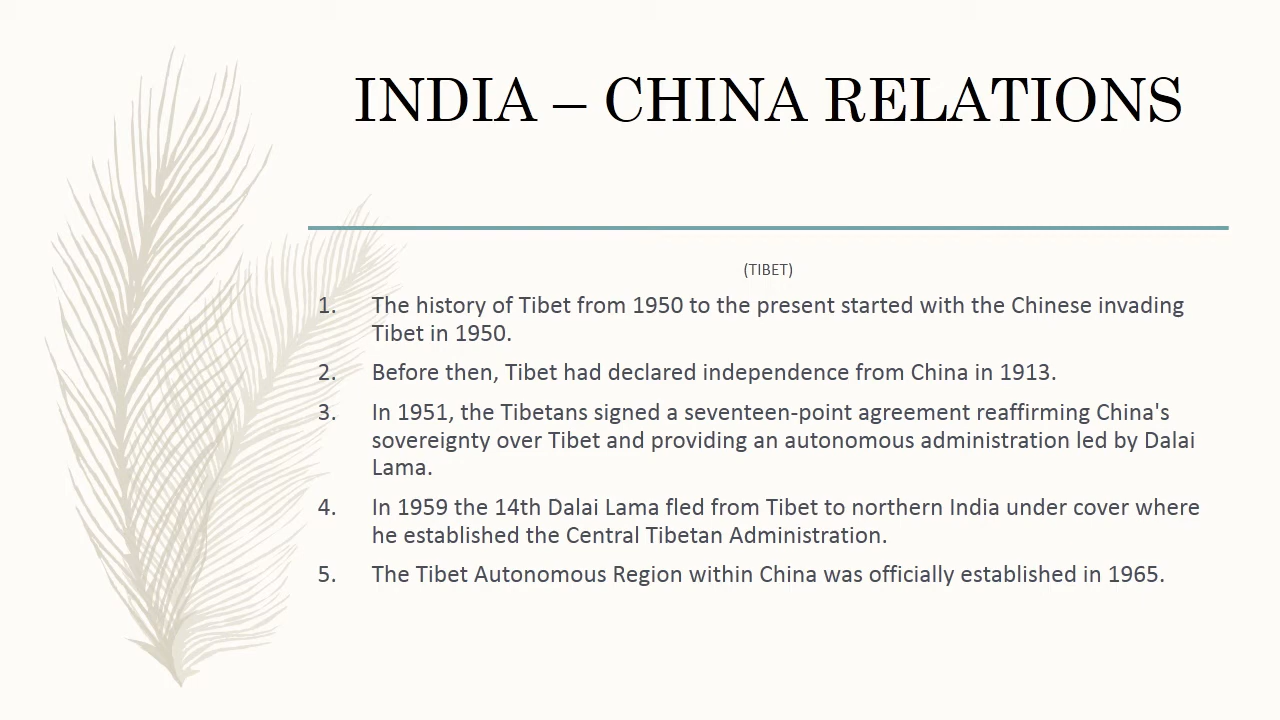 INDIA – CHINA RELATIONS
(TIBET)
1. The history of Tibet from 1950 to the present started with the Chinese invading
Tibet in 1950.
2. Before then, Tibet had declared independence from China in 1913.
3. In 1951, the Tibetans signed a seventeen-point agreement reaffirming China's
sovereignty over Tibet and providing an autonomous administration led by Dalai
Lama.
4. In 1959 the 14th Dalai Lama fled from Tibet to northern India under cover where
he established the Central Tibetan Administration.
5. The Tibet Autonomous Region within China was officially established in 1965.